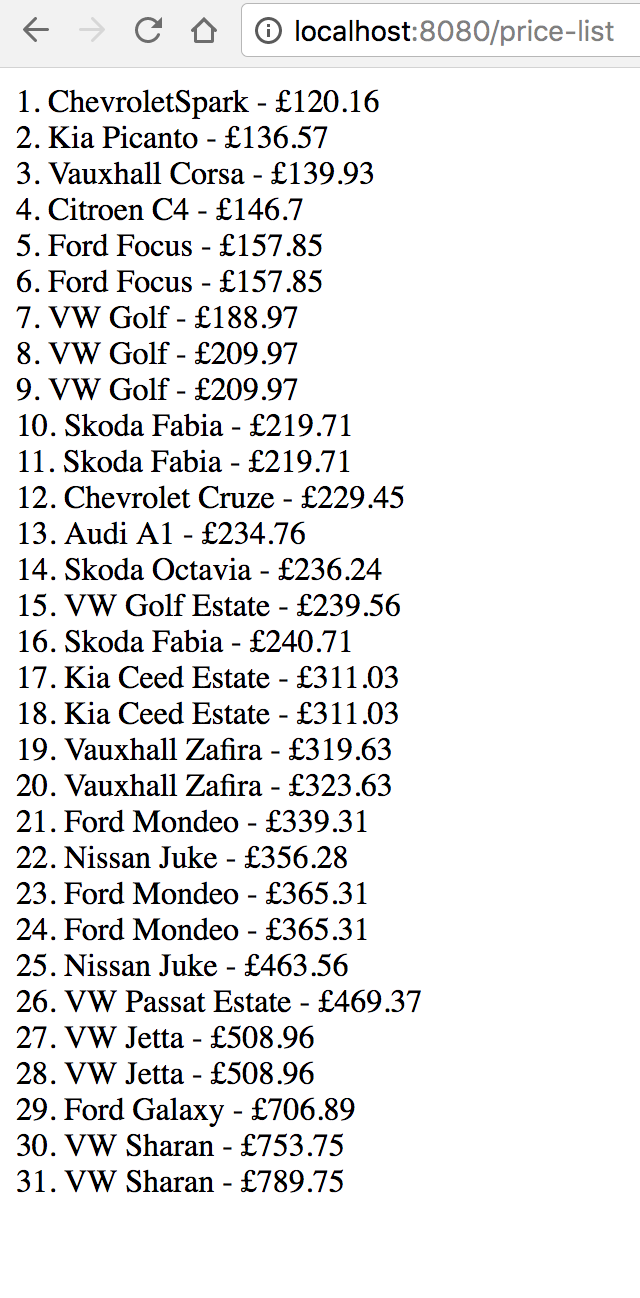 localhost:8080/price-list
1. ChevroletSpark - £120.16
2. Kia Picanto - £136.57
3. Vauxhall Corsa - £139.93
4. Citroen C4 - £146.7
5. Ford Focus - £157.85
6. Ford Focus - £157.85
7. VW Golf - £188.97
8. VW Golf - £209.97
9. VW Golf - £209.97
10. Skoda Fabia - £219.71
11. Skoda Fabia - £219.71
12. Chevrolet Cruze - £229.45
13. Audi A1 - £234.76
14. Skoda Octavia - £236.24
15. VW Golf Estate - £239.56
16. Skoda Fabia - £240.71
17. Kia Ceed Estate - £311.03
18. Kia Ceed Estate - £311.03
19. Vauxhall Zafira - £319.63
20. Vauxhall Zafira - £323.63
21. Ford Mondeo - £339.31
22. Nissan Juke - £356.28
23. Ford Mondeo - £365.31
24. Ford Mondeo - £365.31
25. Nissan Juke - £463.56
26. VW Passat Estate - £469.37
27. VW Jetta - £508.96
28. VW Jetta - £508.96
29. Ford Galaxy - £706.89
30. VW Sharan - £753.75
31. VW Sharan - £789.75